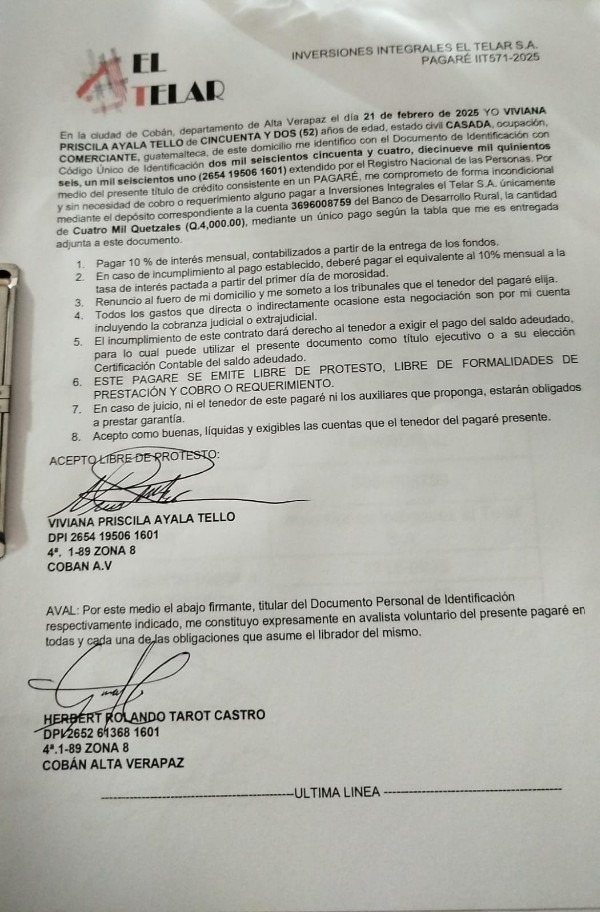 EL
TELAR
INVERSIONES INTEGRALES EL TELAR S.A.
PAGARÉ IIT571-2025
En la ciudad de Cobán, departamento de Alta Verapaz el día 21 de febrero de 2025 YO VIVIANA
PRISCILA AYALA TELLO de CINCUENTA Y DOS (52) años de edad, estado civil CASADA, ocupación,
COMERCIANTE, guatemalteca, de este domicilio me identifico con el Documento de Identificación con
Código Único de Identificación dos mil seiscientos cincuenta y cuatro, diecinueve mil quinientos
seis, un mil seiscientos uno (2654 19506 1601) extendido por el Registro Nacional de las Personas. Por
medio del presente título de crédito consistente en un PAGARÉ, me comprometo de forma incondicional
y sin necesidad de cobro o requerimiento alguno pagar a Inversiones Integrales el Telar S.A. únicamente
mediante el depósito correspondiente a la cuenta 3696008759 del Banco de Desarrollo Rural, la cantidad
de Cuatro Mil Quetzales (Q.4,000.00), mediante un único pago según la tabla que me es entregada
adjunta a este documento.
1. Pagar 10 % de interés mensual, contabilizados a partir de la entrega de los fondos.
2. En caso de incumplimiento al pago establecido, deberé pagar el equivalente al 10% mensual a la
tasa de interés pactada a partir del primer día de morosidad.
3. Renuncio al fuero de mi domicilio y me someto a los tribunales que el tenedor del pagaré elija.
4. Todos los gastos que directa o indirectamente ocasione esta negociación son por mi cuenta
incluyendo la cobranza judicial o extrajudicial.
5. El incumplimiento de este contrato dará derecho al tenedor a exigir el pago del saldo adeudado,
para lo cual puede utilizar el presente documento como título ejecutivo o a su elección
Certificación Contable del saldo adeudado.
6. ESTE PAGARE SE EMITE LIBRE DE PROTESTO, LIBRE DE FORMALIDADES DE
PRESTACIÓN Y COBRO O REQUERIMIENTO.
7. En caso de juicio, ni el tenedor de este pagaré ni los auxiliares que proponga, estarán obligados
a prestar garantía.
8. Acepto como buenas, líquidas y exigibles las cuentas que el tenedor del pagaré presente.
ACEPTO LIBRE DE PROTESTO:
VIVIANA PRISCILA AYALA TELLO
DPI 2654 19506 1601
4ª. 1-89 ZONA 8
COBAN A.V
AVAL: Por este medio el abajo firmante, titular del Documento Personal de Identificación
respectivamente indicado, me constituyo expresamente en avalista voluntario del presente pagaré en
todas y cada una de las obligaciones que asume el librador del mismo.
HERBERT ROLANDO TAROT CASTRO
DPI 2652 61368 1601
4ª.1-89 ZONA 8
COBÁN ALTA VERAPAZ
ULTIMA LINEA